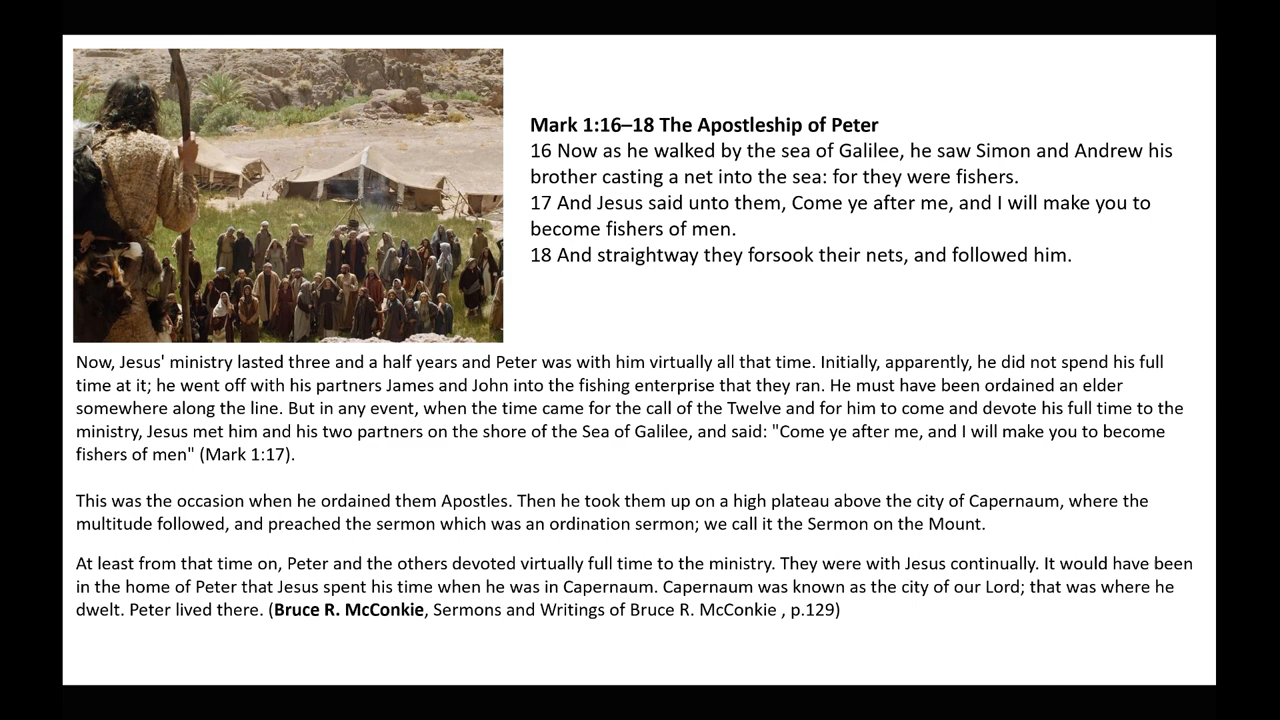 Mark 1:16–18 The Apostleship of Peter
16 Now as he walked by the sea of Galilee, he saw Simon and Andrew his
brother casting a net into the sea: for they were fishers.
17 And Jesus said unto them, Come ye after me, and I will make you to
become fishers of men.
18 And straightway they forsook their nets, and followed him.
Now, Jesus' ministry lasted three and a half years and Peter was with him virtually all that time. Initially, apparently, he did not spend his full
time at it; he went off with his partners James and John into the fishing enterprise that they ran. He must have been ordained an elder
somewhere along the line. But in any event, when the time came for the call of the Twelve and for him to come and devote his full time to the
ministry, Jesus met him and his two partners on the shore of the Sea of Galilee, and said: "Come ye after me, and I will make you to become
fishers of men" (Mark 1:17).
This was the occasion when he ordained them Apostles. Then he took them up on a high plateau above the city of Capernaum, where the
multitude followed, and preached the sermon which was an ordination sermon; we call it the Sermon on the Mount.
At least from that time on, Peter and the others devoted virtually full time to the ministry. They were with Jesus continually. It would have been
in the home of Peter that Jesus spent his time when he was in Capernaum. Capernaum was known as the city of our Lord; that was where he
dwelt. Peter lived there. (Bruce R. McConkie, Sermons and Writings of Bruce R. McConkie , p.129)